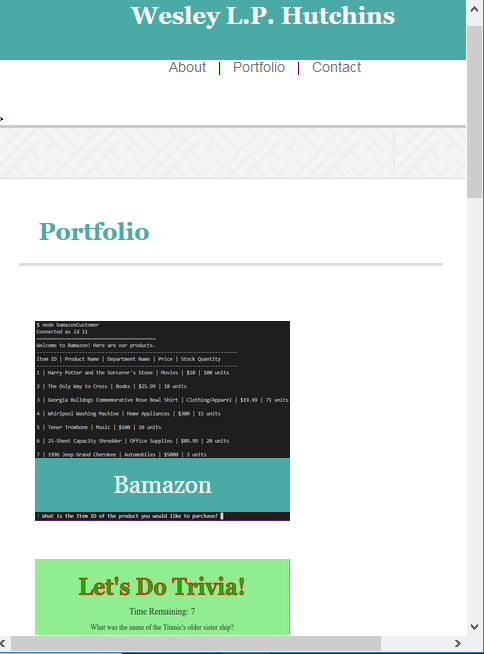 Wesley L.P. Hutchins
About | Portfolio | Contact
>
Portfolio
$ node bamazonCustomer
Connected as id 11
==========================================
Welcome to Bamazon! Here are our products.
------------------------------------------------------------------
Item ID | Product Name | Department Name | Price | Stock Quantity
------------------------------------------------------------------
1 | Harry Potter and the Sorcerer's Stone | Movies | $10 | 100 units
2 | The Only Way to Cross | Books | $25.99 | 18 units
3 | Georgia Bulldogs Commemorative Rose Bowl Shirt | Clothing/Apparel | $19.99 | 71 units
4 | Whirlpool Washing Machine | Home Appliances | $300 | 15 units
5 | Tenor Trombone | Music | $100 | 10 units
6 | 25-Sheet Capacity Shredder | Office Supplies | $89.99 | 20 units
7 | 1996 Jeep Grand Cherokee | Automobiles | $5000 | 3 units
Bamazon
? What is the Item ID of the product you would like to purchase?
Let's Do Trivia!
Time Remaining: 7
What was the name of the Titanic's older sister ship?